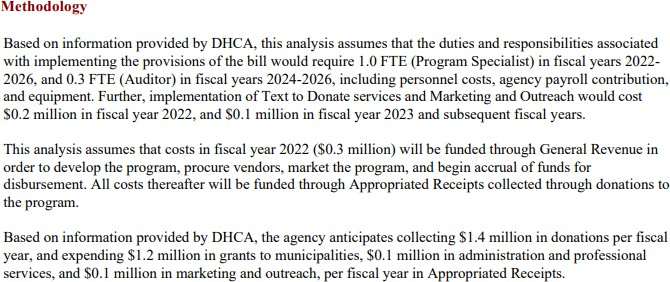 Methodology
Based on information provided by DHCA, this analysis assumes that the duties and responsibilities associated
with implementing the provisions of the bill would require 1.0 FTE (Program Specialist) in fiscal years 2022-
2026, and 0.3 FTE (Auditor) in fiscal years 2024-2026, including personnel costs, agency payroll contribution,
and equipment. Further, implementation of Text to Donate services and Marketing and Outreach would cost
$0.2 million in fiscal year 2022, and $0.1 million in fiscal year 2023 and subsequent fiscal years.
This analysis assumes that costs in fiscal year 2022 ($0.3 million) will be funded through General Revenue in
order to develop the program, procure vendors, market the program, and begin accrual of funds for
disbursement. All costs thereafter will be funded through Appropriated Receipts collected through donations to
the program.
Based on information provided by DHCA, the agency anticipates collecting $1.4 million in donations per fiscal
year, and expending $1.2 million in grants to municipalities, $0.1 million in administration and professional
services, and $0.1 million in marketing and outreach, per fiscal year in Appropriated Receipts.